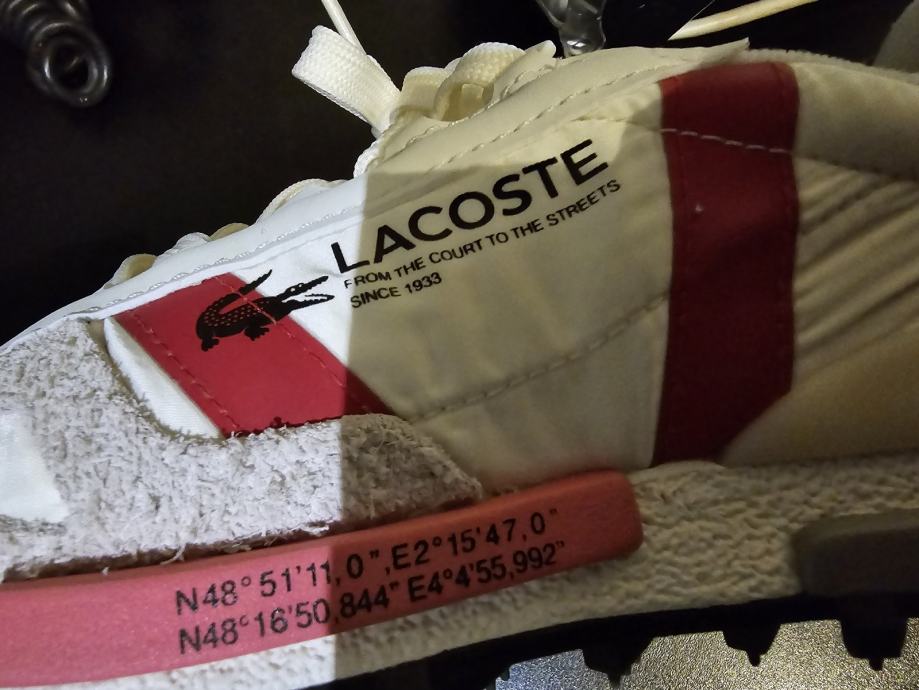 LACOSTE
FROM THE COURT TO THE STREETS
SINCE 1933
N48°51'11,0",E2°15'47,0"
N48°16'50,844" E4°4'55,992"